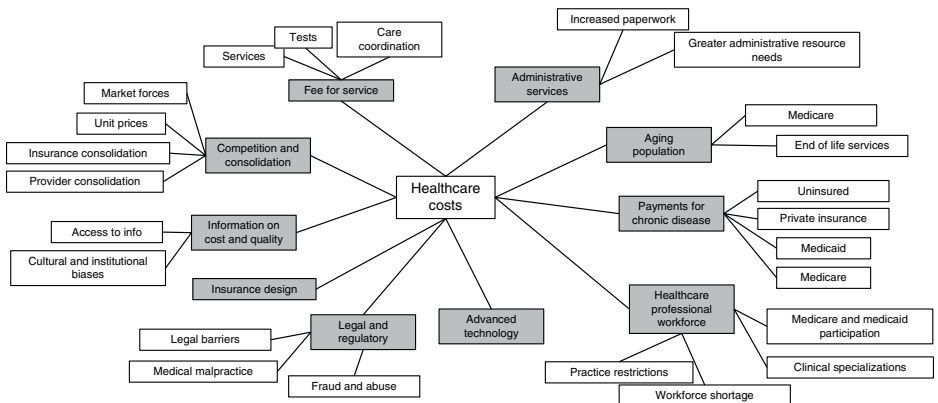 Increased paperwork
Tests
Care
coordination
Services
Greater administrative resource
needs
Fee for service
Administrative
services
Market forces
Unit prices
Insurance consolidation
Provider consolidation
Competition and
consolidation
Aging
population
Medicare
End of life services
Healthcare
costs
Access to info
Cultural and institutional
biases
Information on
cost and quality
Payments for
chronic disease
Uninsured
Private insurance
Medicaid
Medicare
Insurance design
Legal and
regulatory
Advanced
technology
Healthcare
professional
workforce
Legal barriers
Medical malpractice
Fraud and abuse
Medicare and medicaid
participation
Clinical specializations
Practice restrictions
Workforce shortage